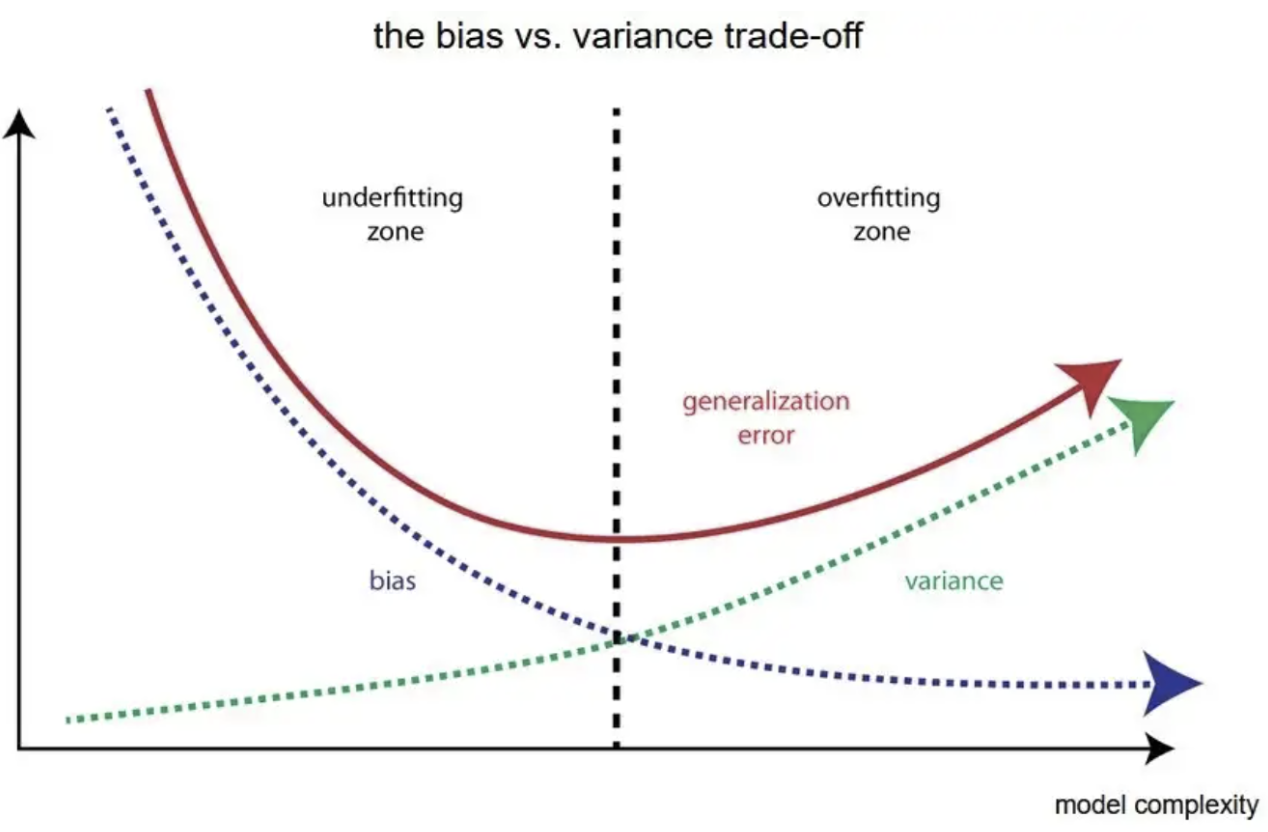 the bias vs. variance trade-off
underfitting
zone
overfitting
zone
generalization
error
bias
variance
model complexity